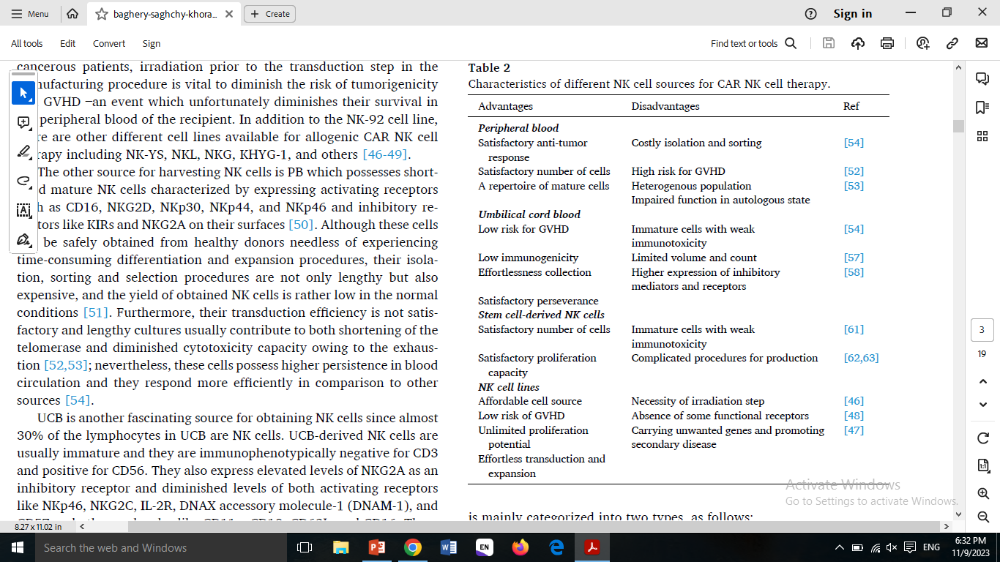 Menu
baghery-saghchy-khora...
Create
Sign in
All tools
Edit
Convert
Sign
Find text or tools
cancerous patients, irradiation prior to the transduction step in the
nufacturing procedure is vital to diminish the risk of tumorigenicity
GVHD —an event which unfortunately diminishes their survival in
peripheral blood of the recipient. In addition to the NK-92 cell line,
re are other different cell lines available for allogenic CAR NK cell
rapy including NK-YS, NKL, NKG, KHYG-1, and others [46-49].
The other source for harvesting NK cells is PB which possesses short-
d mature NK cells characterized by expressing activating receptors
h as CD16, NKG2D, NKp30, NKp44, and NKp46 and inhibitory re-
tors like KIRs and NKG2A on their surfaces [50]. Although these cells
be safely obtained from healthy donors needless of experiencing
time-consuming differentiation and expansion procedures, their isola-
tion, sorting and selection procedures are not only lengthy but also
expensive, and the yield of obtained NK cells is rather low in the normal
conditions [51]. Furthermore, their transduction efficiency is not satis-
factory and lengthy cultures usually contribute to both shortening of the
telomerase and diminished cytotoxicity capacity owing to the exhaus-
tion [52,53]; nevertheless, these cells possess higher persistence in blood
circulation and they respond more efficiently in comparison to other
sources [54].
UCB is another fascinating source for obtaining NK cells since almost
30% of the lymphocytes in UCB are NK cells. UCB-derived NK cells are
usually immature and they are immunophenotypically negative for CD3
and positive for CD56. They also express elevated levels of NKG2A as an
inhibitory receptor and diminished levels of both activating receptors
like NKp46, NKG2C, IL-2R, DNAX accessory molecule-1 (DNAM-1), and
Table 2
Characteristics of different NK cell sources for CAR NK cell therapy.
Advantages Disadvantages Ref
Peripheral blood
Satisfactory anti-tumor Costly isolation and sorting [54]
response
Satisfactory number of cells High risk for GVHD [52]
A repertoire of mature cells Heterogenous population [53]
Impaired function in autologous state
Umbilical cord blood
Low risk for GVHD Immature cells with weak [54]
immunotoxicity
Low immunogenicity Limited volume and count [57]
Effortlessness collection Higher expression of inhibitory [58]
mediators and receptors
Satisfactory perseverance
Stem cell-derived NK cells
Satisfactory number of cells Immature cells with weak [61]
immunotoxicity
Satisfactory proliferation Complicated procedures for production [62,63]
capacity
NK cell lines
Affordable cell source Necessity of irradiation step [46]
Low risk of GVHD Absence of some functional receptors [48]
Unlimited proliferation Carrying unwanted genes and promoting [47]
potential secondary disease
Effortless transduction and
expansion
is mainly categorized into two types, as follows:
Activate Windows
Go to Settings to activate Windows.
3
19
1:1
8.27 x 11.02 in
Search the web and Windows
EN
ENG
6:32 PM
11/9/2023